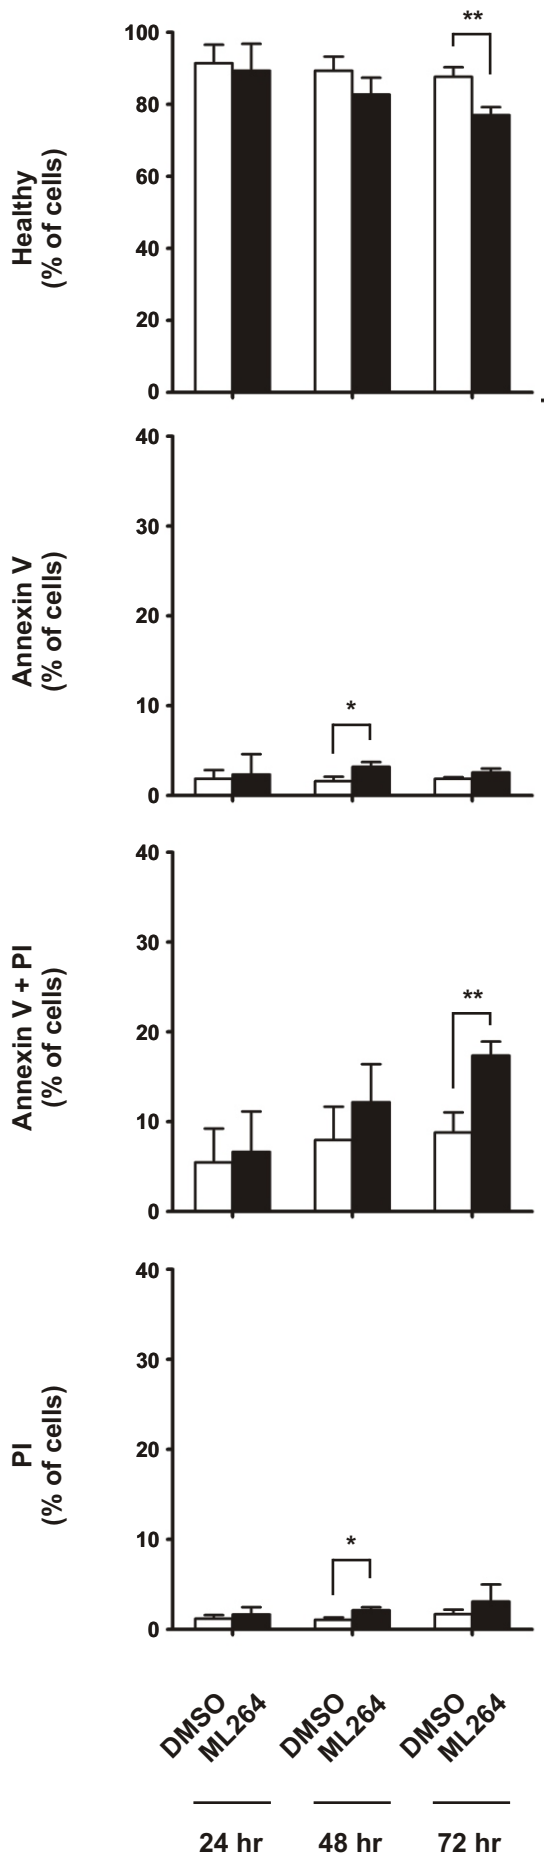 **
100
80
60
40
20
0
Healthy
(% of cells)
40
30
20
10
0
*
Annexin V
(% of cells)
40
30
20
10
0
**
Annexin V + PI
(% of cells)
40
30
20
10
0
*
PI
(% of cells)
DMSO
ML264
DMSO
ML264
DMSO
ML264
24 hr
48 hr
72 hr